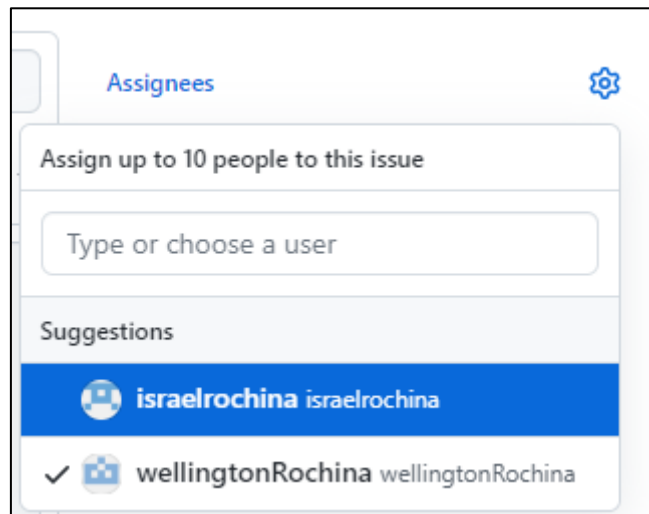 Assignees
Assign up to 10 people to this issue
Type or choose a user
Suggestions
israelrochina israelrochina
wellingtonRochina wellingtonRochina